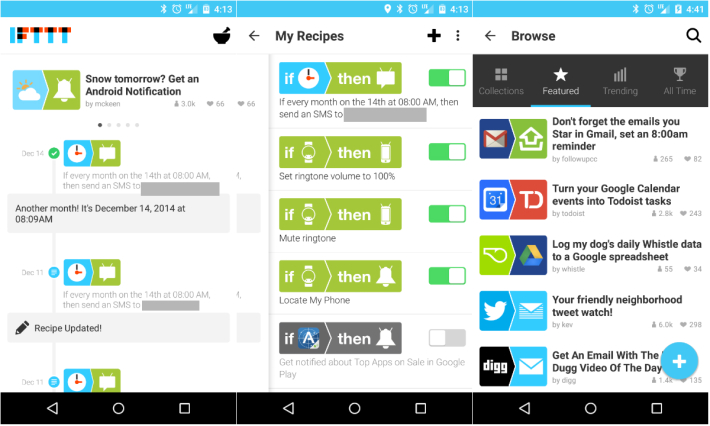 4:13
IFTTT
Snow tomorrow? Get an
Android Notification
by mckeen
3.0k
66
66
Dec 14
If every month on the 14th at 08:00 AM,
then send an SMS to
M,
Another month! It's December 14, 2014 at
08:09AM
Dec 11
If every month on the 14th at 08:00 AM,
then send an SMS to
M,
Recipe Updated!
Dec 11
4:13
My Recipes
if then
If every month on the 14th at 08:00 AM, then
send an SMS to
if then
Set ringtone volume to 100%
if then
Mute ringtone
if then
Locate My Phone
if then
Get notified about Top Apps on Sale in Google
Play
4:41
Browse
Collections
Featured
Trending
All Time
Don't forget the emails you
Star in Gmail, set an 8:00am
reminder
by followupcc
265
82
31
Turn your Google Calendar
events into Todoist tasks
by todoist
2.8k
243
Log my dog's daily Whistle data
to a Google spreadsheet
by whistle
55
34
Your friendly neighborhood
tweet watch!
by kev
6.0k
298
digg
Get An Email With The
Dugg Video Of The Day
by digg
1.4k
135